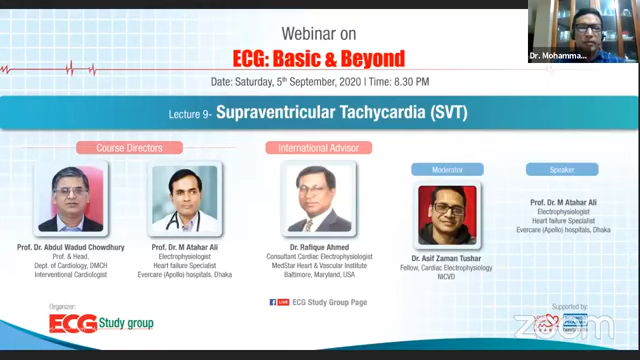 Webinar on
ECG: Basic & Beyond
Date: Saturday, 5th September, 2020 | Time: 8.30 PM
Lecture 9- Supraventricular Tachycardia (SVT)
Course Directors
International Advisor
Moderator
Speaker
Prof. Dr. Abdul Wadud Chowdhury
Prof. & Head,
Dept. of Cardiology, DMCH
Interventional Cardiologist
Prof. Dr. M Atahar Ali
Electrophysiologist
Heart failure Specialist
Evercare (Apollo) hospitals, Dhaka
Dr. Rafique Ahmed
Consultant Cardiac Electrophysiologist
MedStar Heart & Vascular Institute
Baltimore, Maryland, USA
Dr. Asif Zaman Tushar
Fellow, Cardiac Electrophysiology
NICVD
Prof. Dr. M Atahar Ali
Electrophysiologist
Heart failure Specialist
Evercare (Apollo) hospitals, Dhaka
LIVE ECG Study Group Page
Organizer:
ECG Study group
Supported by:
zoom
Dr. Mohamma...